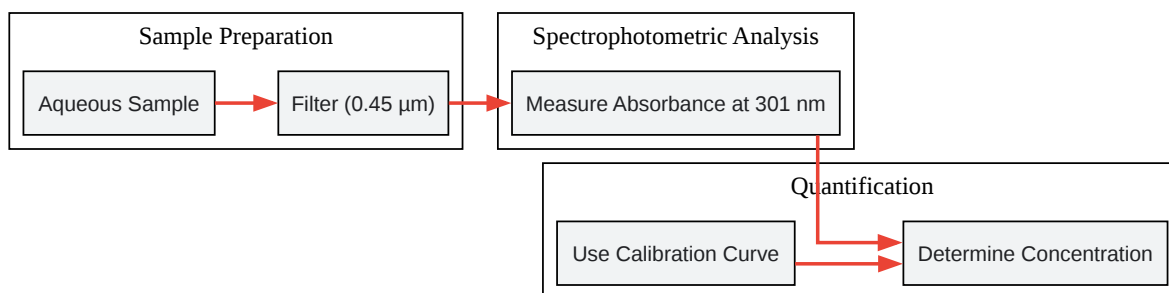 Sample Preparation
Aqueous Sample
Filter (0.45 µm)
Spectrophotometric Analysis
Measure Absorbance at 301 nm
Quantification
Use Calibration Curve
Determine Concentration